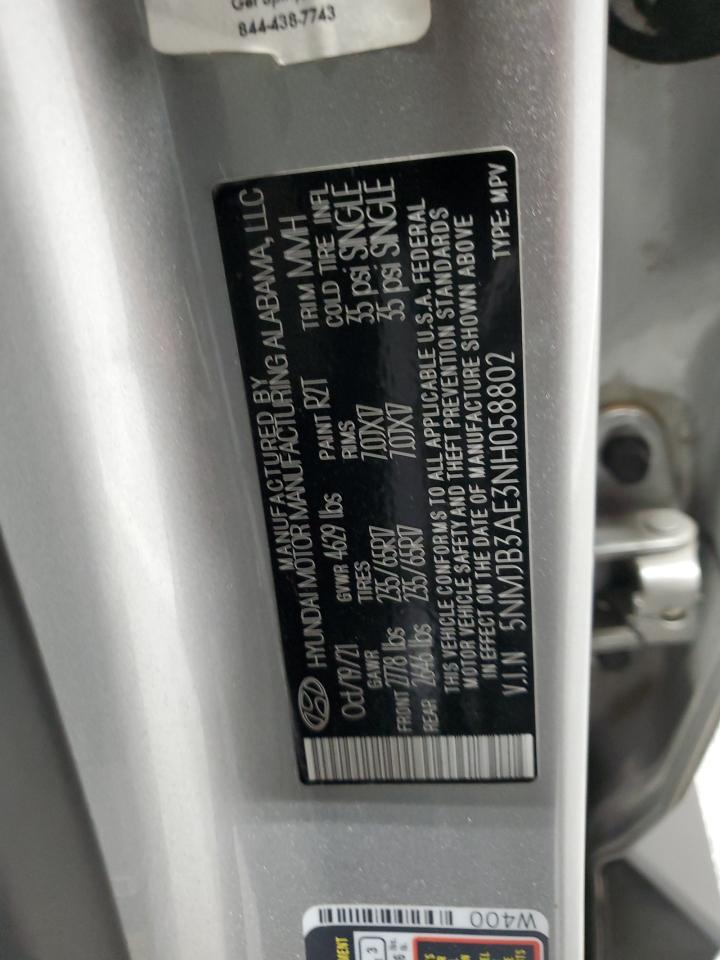 844-438-7743
MANUFACTURED BY
HYUNDAI MOTOR MANUFACTURING ALABAMA, LLC
Oct/19/21 GVWR 4629 lbs PAINT R2T TRIM MMH
GAWR TIRES RIMS COLD TIRE INFL
FRONT 2778 lbs 235/65R17 7.0JX17 35 psi SINGLE
REAR 2646 lbs 235/65R17 7.0JX17 35 psi SINGLE
THIS VEHICLE CONFORMS TO ALL APPLICABLE U.S.A. FEDERAL
MOTOR VEHICLE SAFETY AND THEFT PREVENTION STANDARDS
IN EFFECT ON THE DATE OF MANUFACTURE SHOWN ABOVE
V.I.N 5NMJB3AE3NH058802 TYPE: MPV
W400